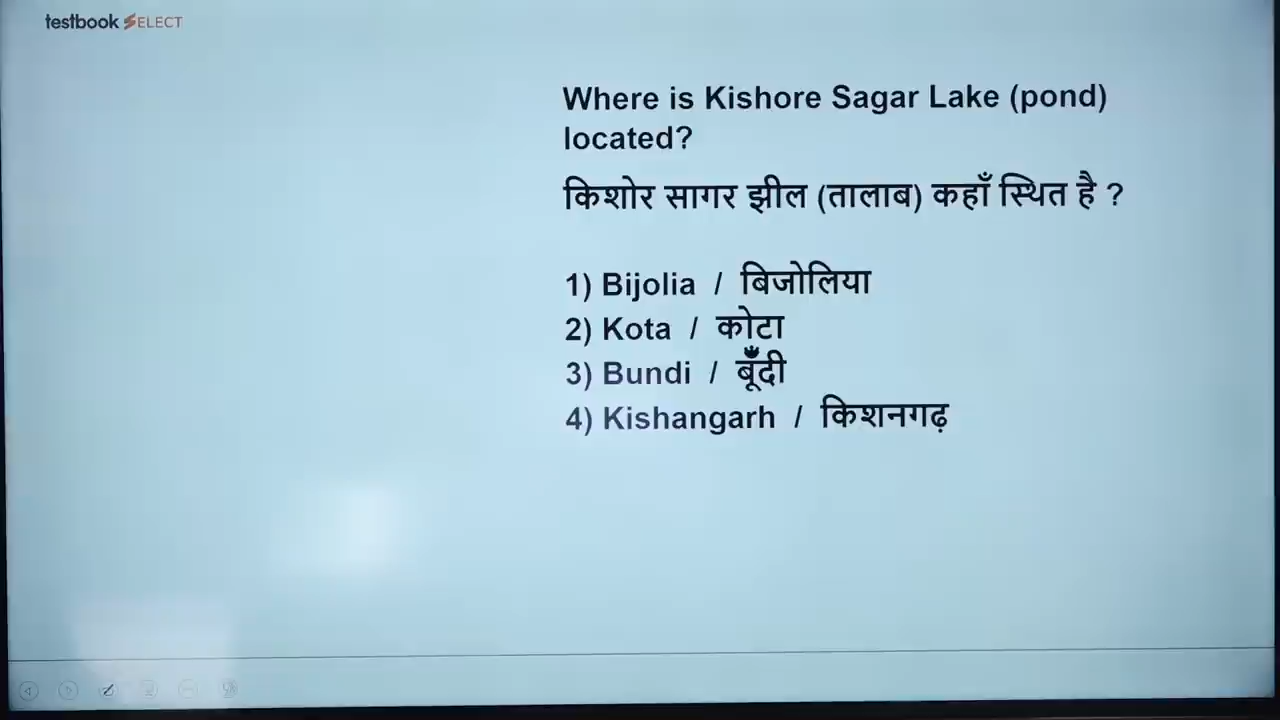 testbook SELECT
Where is Kishore Sagar Lake (pond)
located?
किशोर सागर झील (तालाब) कहाँ स्थित है ?
1) Bijolia / बिजोलिया
2) Kota / कोटा
3) Bundi / बूँदी
4) Kishangarh / किशनगढ़